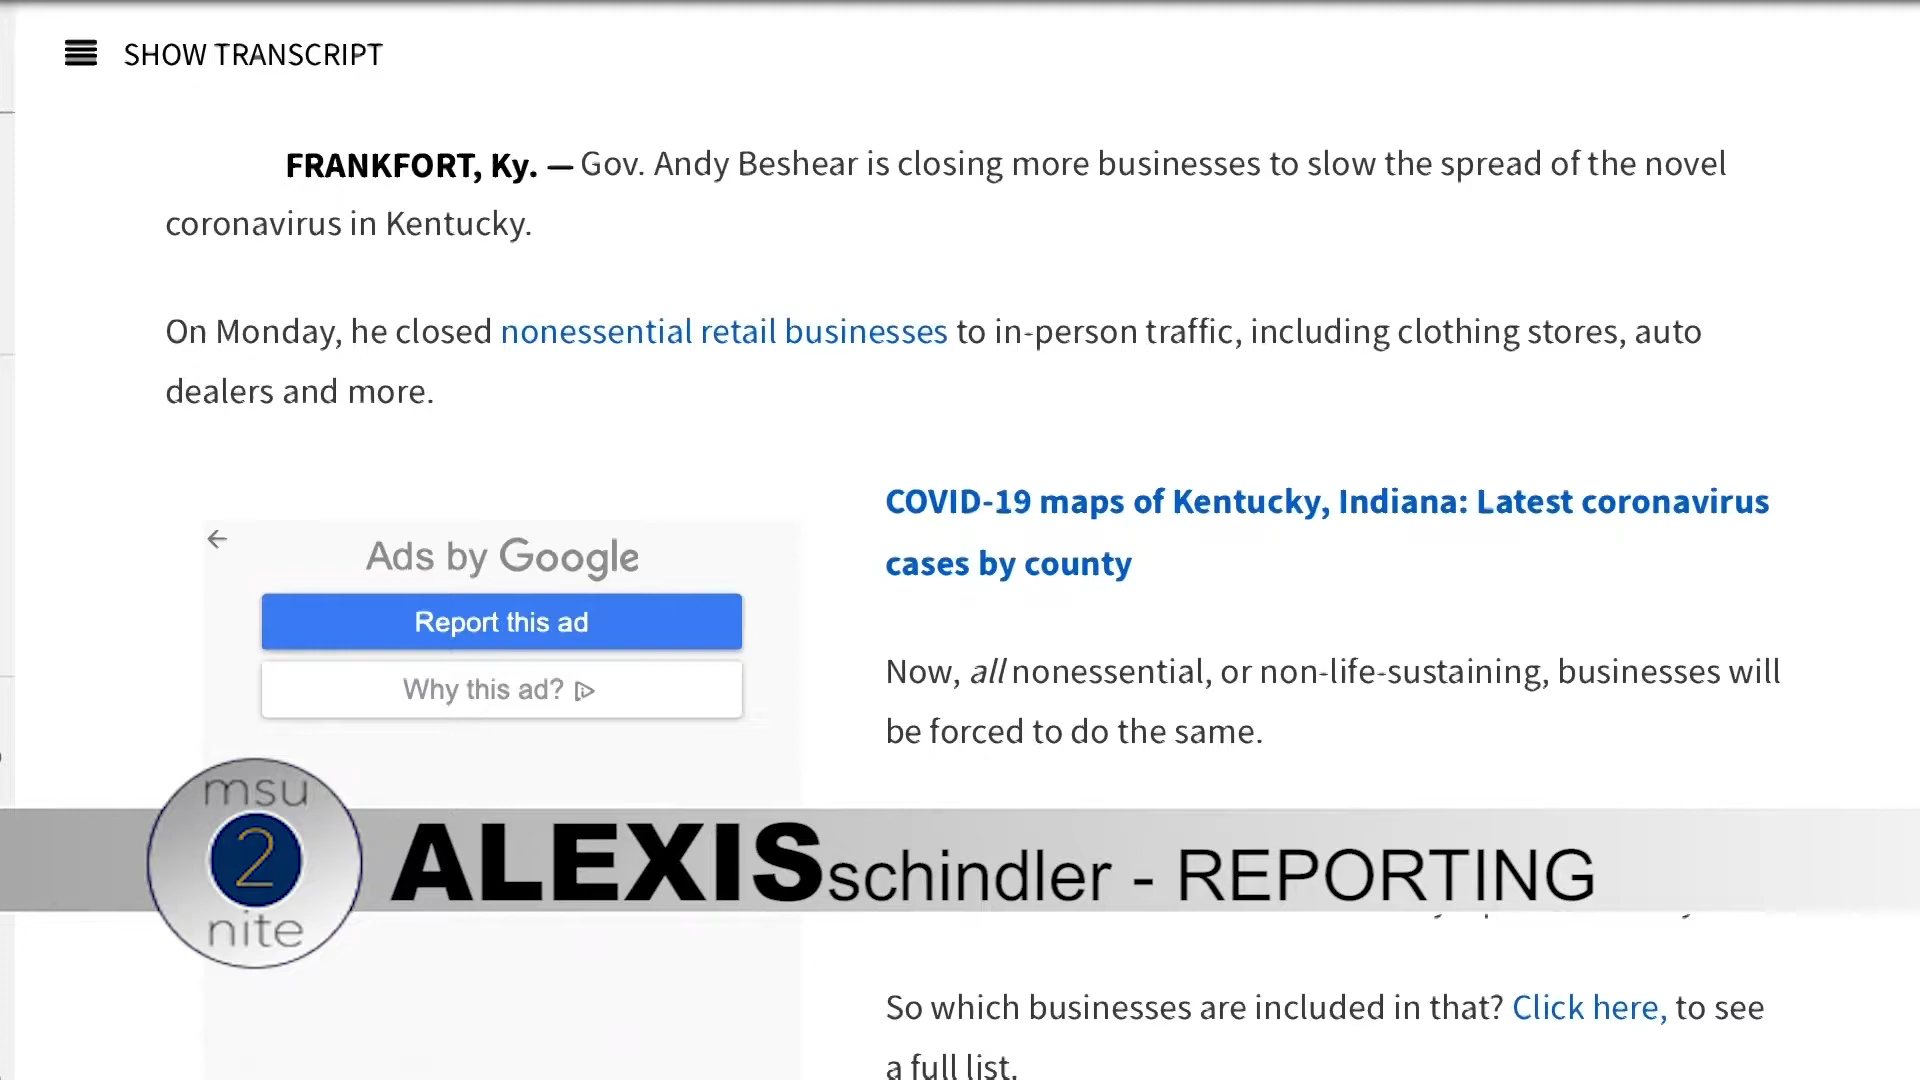 SHOW TRANSCRIPT
FRANKFORT, Ky. — Gov. Andy Beshear is closing more businesses to slow the spread of the novel
coronavirus in Kentucky.
On Monday, he closed nonessential retail businesses to in-person traffic, including clothing stores, auto
dealers and more.
COVID-19 maps of Kentucky, Indiana: Latest coronavirus
cases by county
Ads by Google
Report this ad
Why this ad?
Now, all nonessential, or non-life-sustaining, businesses will
be forced to do the same.
msu
2
nite
ALEXIS schindler - REPORTING
So which businesses are included in that? Click here, to see
a full list.